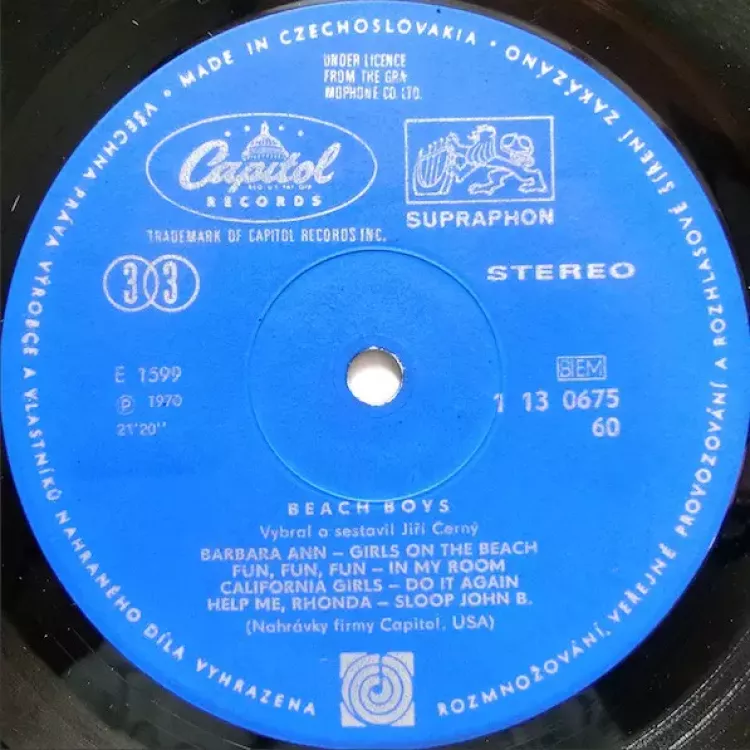 • MADE IN CZECHOSLOVAKIA •
VŠECHNA PRÁVA VÝROBCE A VLASTNÍKŮ NAHRANÉHO DÍLA VYHRAZENA
ROZMNOŽOVÁNÍ, VEŘEJNÉ PROVOZOVÁNÍ A ROZHLASOVÉ ŠÍŘENÍ ZAKÁZÁNO
UNDER LICENCE
FROM THE GRA-
MOPHONE CO. LTD.
Capitol
REG. U.S. PAT. OFF.
RECORDS
TRADEMARK OF CAPITOL RECORDS INC.
SUPRAPHON
33
STEREO
E 1599
℗ 1970
21'20''
BIEM
1 13 0675
60
BEACH BOYS
Vybral a sestavil Jiří Černý
BARBARA ANN – GIRLS ON THE BEACH
FUN, FUN, FUN – IN MY ROOM
CALIFORNIA GIRLS – DO IT AGAIN
HELP ME, RHONDA – SLOOP JOHN B.
(Nahrávky firmy Capitol, USA)